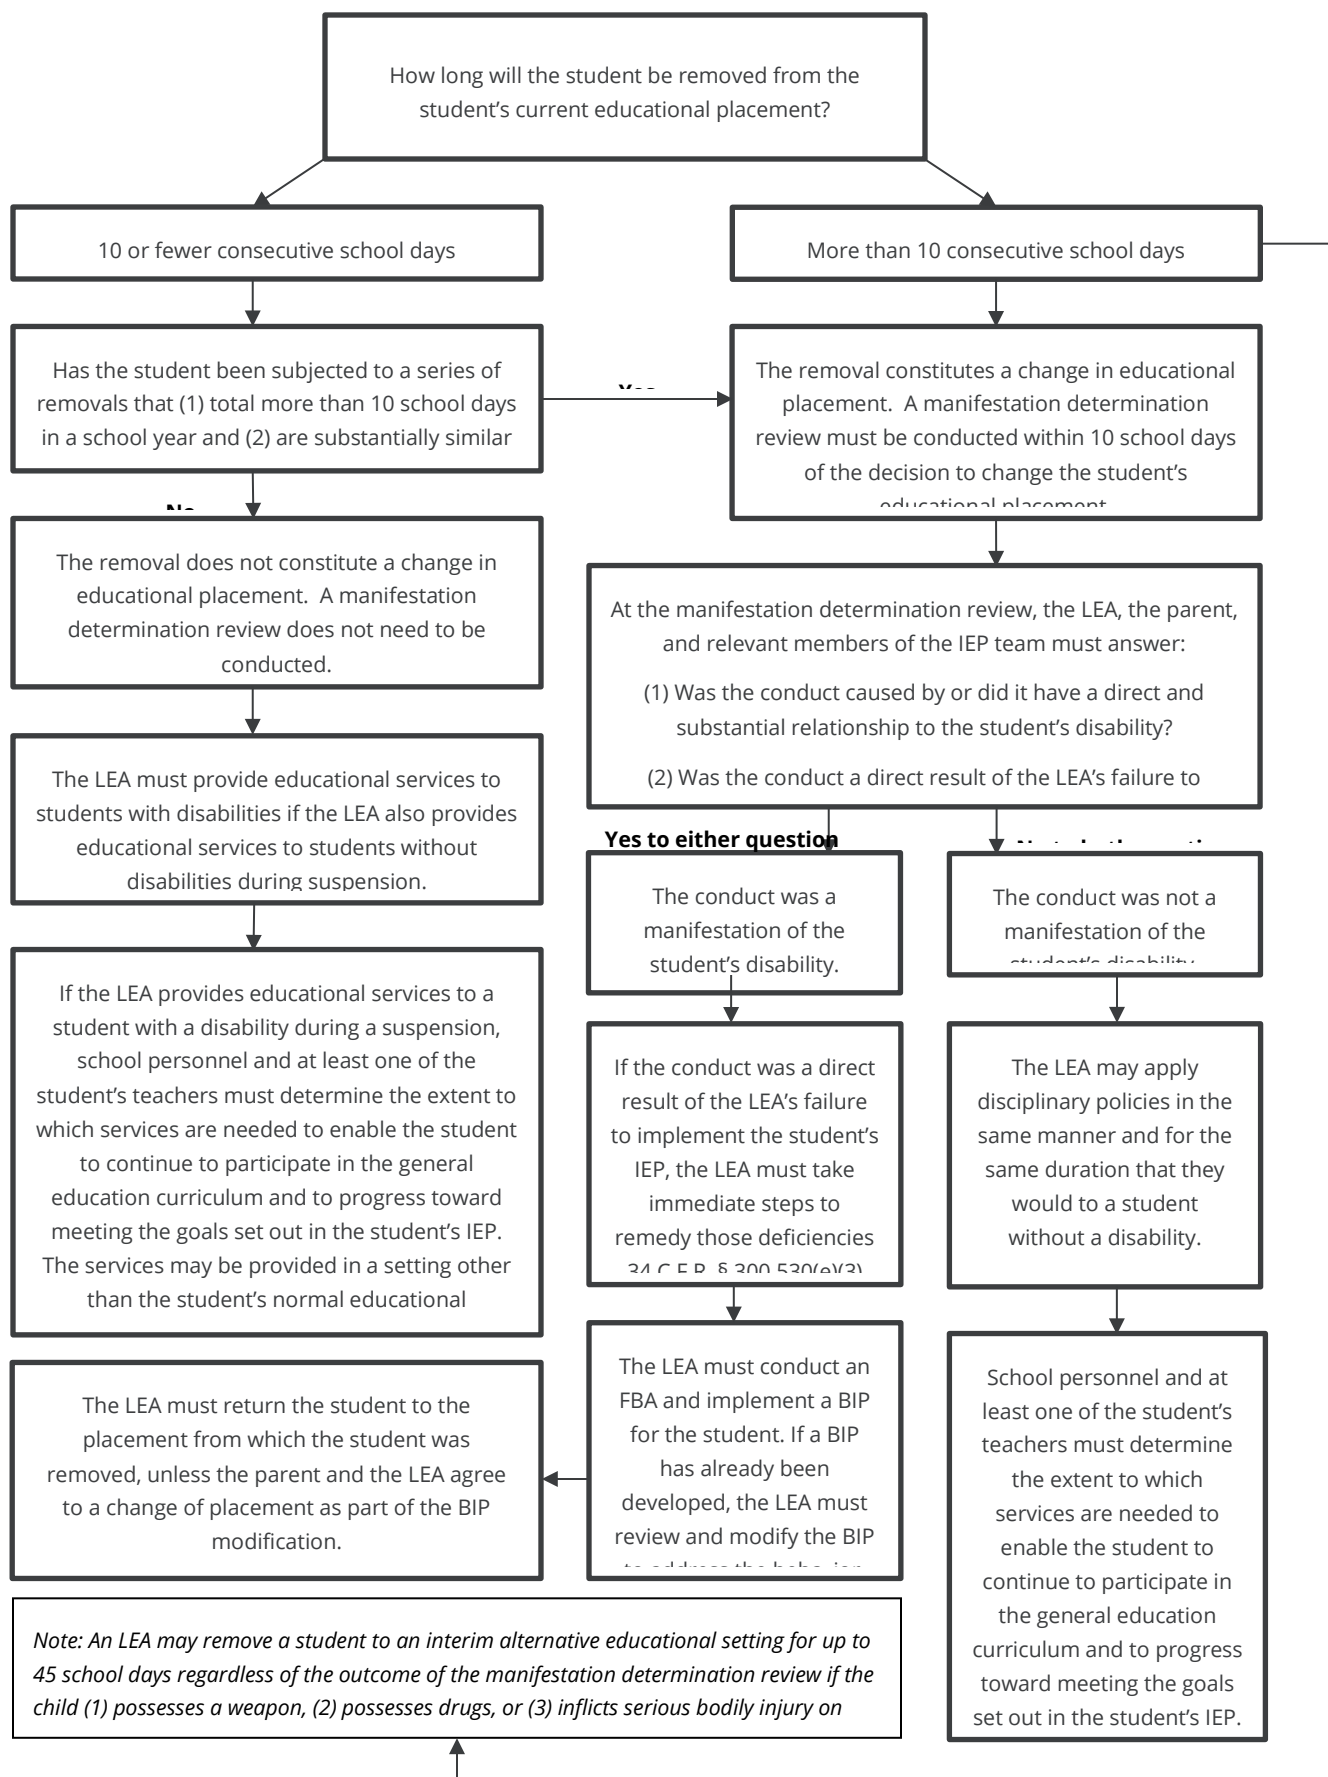 How long will the student be removed from the
student’s current educational placement?
10 or fewer consecutive school days
More than 10 consecutive school days
Has the student been subjected to a series of
removals that (1) total more than 10 school days
in a school year and (2) are substantially similar
Yes
The removal constitutes a change in educational
placement.  A manifestation determination
review must be conducted within 10 school days
of the decision to change the student’s
educational placement
No
The removal does not constitute a change in
educational placement.  A manifestation
determination review does not need to be
conducted.
At the manifestation determination review, the LEA, the parent,
and relevant members of the IEP team must answer:
(1) Was the conduct caused by or did it have a direct and
substantial relationship to the student’s disability?
(2) Was the conduct a direct result of the LEA’s failure to
The LEA must provide educational services to
students with disabilities if the LEA also provides
educational services to students without
disabilities during suspension.
Yes to either question
The conduct was a
manifestation of the
student’s disability.
The conduct was not a
manifestation of the
student’s disability
If the LEA provides educational services to a
student with a disability during a suspension,
school personnel and at least one of the
student’s teachers must determine the extent to
which services are needed to enable the student
to continue to participate in the general
education curriculum and to progress toward
meeting the goals set out in the student’s IEP.
The services may be provided in a setting other
than the student’s normal educational
If the conduct was a direct
result of the LEA’s failure
to implement the student’s
IEP, the LEA must take
immediate steps to
remedy those deficiencies
34 C.F.R. § 300.530(e)(3)
The LEA may apply
disciplinary policies in the
same manner and for the
same duration that they
would to a student
without a disability.
The LEA must return the student to the
placement from which the student was
removed, unless the parent and the LEA agree
to a change of placement as part of the BIP
modification.
The LEA must conduct an
FBA and implement a BIP
for the student. If a BIP
has already been
developed, the LEA must
review and modify the BIP
to address the behavior
School personnel and at
least one of the student’s
teachers must determine
the extent to which
services are needed to
enable the student to
continue to participate in
the general education
curriculum and to progress
toward meeting the goals
set out in the student’s IEP.
Note: An LEA may remove a student to an interim alternative educational setting for up to
45 school days regardless of the outcome of the manifestation determination review if the
child (1) possesses a weapon, (2) possesses drugs, or (3) inflicts serious bodily injury on